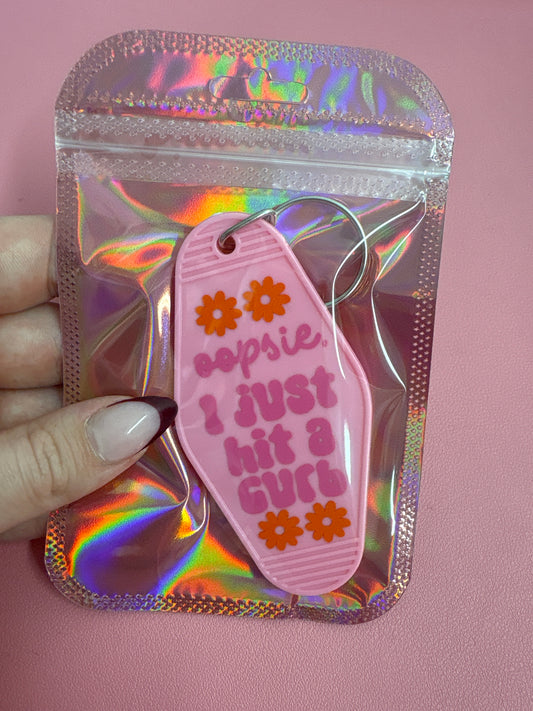 oopsie,
I just
hit a
curb